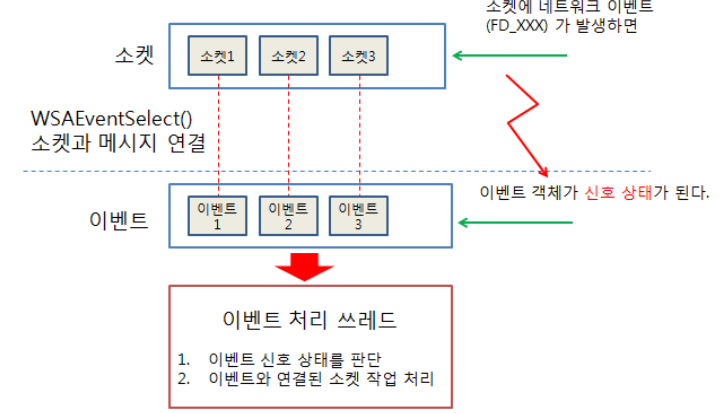 소켓에 네트워크 이벤트
(FD_XXX) 가 발생하면
소켓
소켓1
소켓2
소켓3
WSAEventSelect()
소켓과 메시지 연결
이벤트 객체가 신호 상태가 된다.
이벤트
이벤트
1
이벤트
2
이벤트
3
이벤트 처리 쓰레드
1. 이벤트 신호 상태를 판단
2. 이벤트와 연결된 소켓 작업 처리